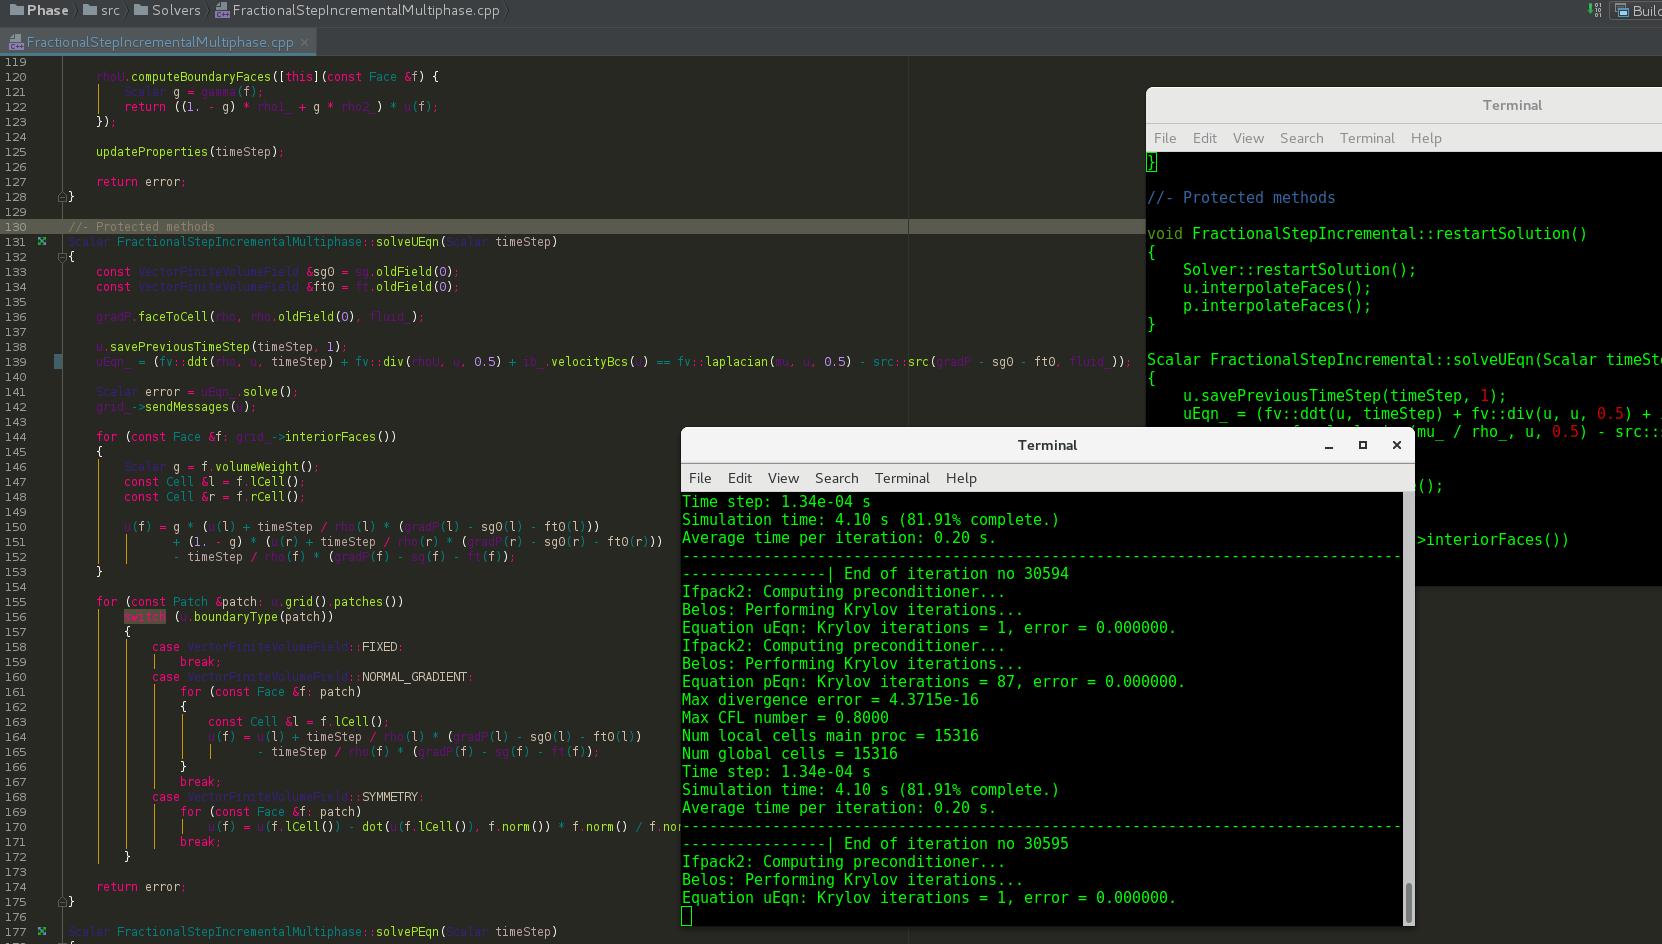 Phase src Solvers FractionalStepIncrementalMultiphase.cpp
Build
FractionalStepIncrementalMultiphase.cpp
119
120 rhoU.computeBoundaryFaces([this](const Face &f) {
121 Scalar g = gamma(f);
122 return ((1. - g) * rho1_ + g * rho2_) * u(f);
123 });
124
125 updateProperties(timeStep);
126
127 return error;
128 }
129
130 //- Protected methods
131 Scalar FractionalStepIncrementalMultiphase::solveUEqn(Scalar timeStep)
132 {
133 const VectorFiniteVolumeField &sg0 = sg.oldField(0);
134 const VectorFiniteVolumeField &ft0 = ft.oldField(0);
135
136 gradP.faceToCell(rho, rho.oldField(0), fluid_);
137
138 u.savePreviousTimeStep(timeStep, 1);
139 uEqn_ = (fv::ddt(rho, u, timeStep) + fv::div(rhoU, u, 0.5) + ib_.velocityBcs(u) == fv::laplacian(mu, u, 0.5) - src::src(gradP - sg0 - ft0, fluid_));
140
141 Scalar error = uEqn_.solve();
142 grid_->sendMessages(u);
143
144 for (const Face &f: grid_->interiorFaces())
145 {
146 Scalar g = f.volumeWeight();
147 const Cell &l = f.lCell();
148 const Cell &r = f.rCell();
149
150 u(f) = g * (u(l) + timeStep / rho(l) * (gradP(l) - sg0(l) - ft0(l)))
151 + (1. - g) * (u(r) + timeStep / rho(r) * (gradP(r) - sg0(r) - ft0(r)))
152 - timeStep / rho(f) * (gradP(f) - sg(f) - ft(f));
153 }
154
155 for (const Patch &patch: u.grid().patches())
156 switch (u.boundaryType(patch))
157 {
158 case VectorFiniteVolumeField::FIXED:
159 break;
160 case VectorFiniteVolumeField::NORMAL_GRADIENT:
161 for (const Face &f: patch)
162 {
163 const Cell &l = f.lCell();
164 u(f) = u(l) + timeStep / rho(l) * (gradP(l) - sg0(l) - ft0(l))
165 - timeStep / rho(f) * (gradP(f) - sg(f) - ft(f));
166 }
167 break;
168 case VectorFiniteVolumeField::SYMMETRY:
169 for (const Face &f: patch)
170 u(f) = u(f.lCell()) - dot(u(f.lCell()), f.norm()) * f.norm() / f.no
171 break;
172 }
173
174 return error;
175 }
176
177 Scalar FractionalStepIncrementalMultiphase::solvePEqn(Scalar timeStep)
Terminal
File Edit View Search Terminal Help
}
//- Protected methods
void FractionalStepIncremental::restartSolution()
{
Solver::restartSolution();
u.interpolateFaces();
p.interpolateFaces();
}
Scalar FractionalStepIncremental::solveUEqn(Scalar timeSt
{
u.savePreviousTimeStep(timeStep, 1);
uEqn_ = (fv::ddt(u, timeStep) + fv::div(u, u, 0.5) +
(mu_ / rho_, u, 0.5) - src::
();
>interiorFaces())
Terminal
File Edit View Search Terminal Help
Time step: 1.34e-04 s
Simulation time: 4.10 s (81.91% complete.)
Average time per iteration: 0.20 s.
--------------------------------------------------------------------------------
----------------| End of iteration no 30594
Ifpack2: Computing preconditioner...
Belos: Performing Krylov iterations...
Equation uEqn: Krylov iterations = 1, error = 0.000000.
Ifpack2: Computing preconditioner...
Belos: Performing Krylov iterations...
Equation pEqn: Krylov iterations = 87, error = 0.000000.
Max divergence error = 4.3715e-16
Max CFL number = 0.8000
Num local cells main proc = 15316
Num global cells = 15316
Time step: 1.34e-04 s
Simulation time: 4.10 s (81.91% complete.)
Average time per iteration: 0.20 s.
--------------------------------------------------------------------------------
----------------| End of iteration no 30595
Ifpack2: Computing preconditioner...
Belos: Performing Krylov iterations...
Equation uEqn: Krylov iterations = 1, error = 0.000000.